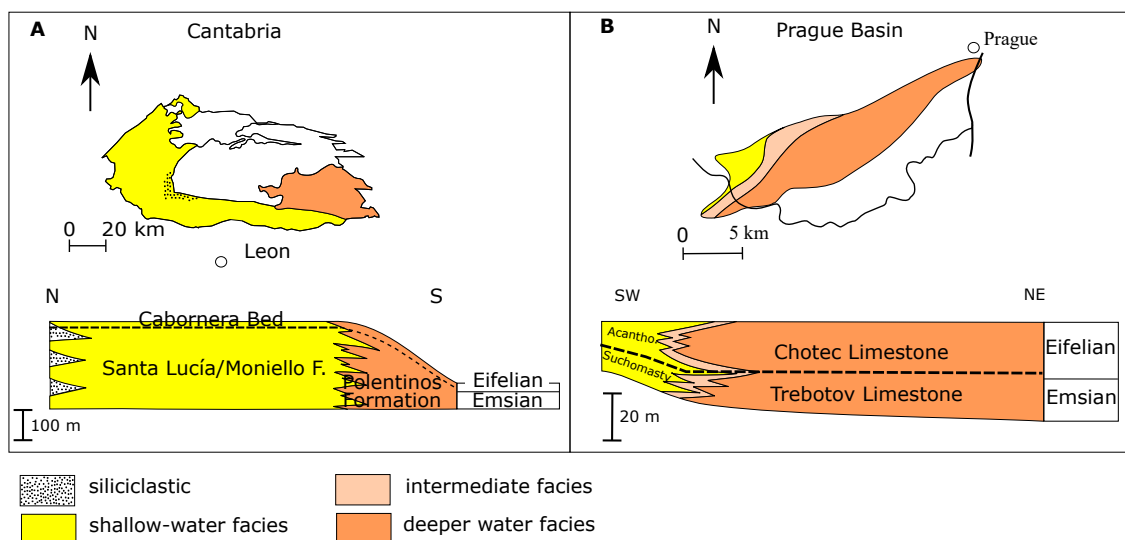 A
N
Cantabria
0 20 km
Leon
N
S
Cabornera Bed
Santa Lucía/Moniello F.
Polentinos
Formation
Eifelian
Emsian
100 m
B
N
Prague Basin
Prague
0 5 km
SW
NE
Acantho.
Suchomasty
Chotec Limestone
Trebotov Limestone
Eifelian
Emsian
20 m
siliciclastic
intermediate facies
shallow-water facies
deeper water facies